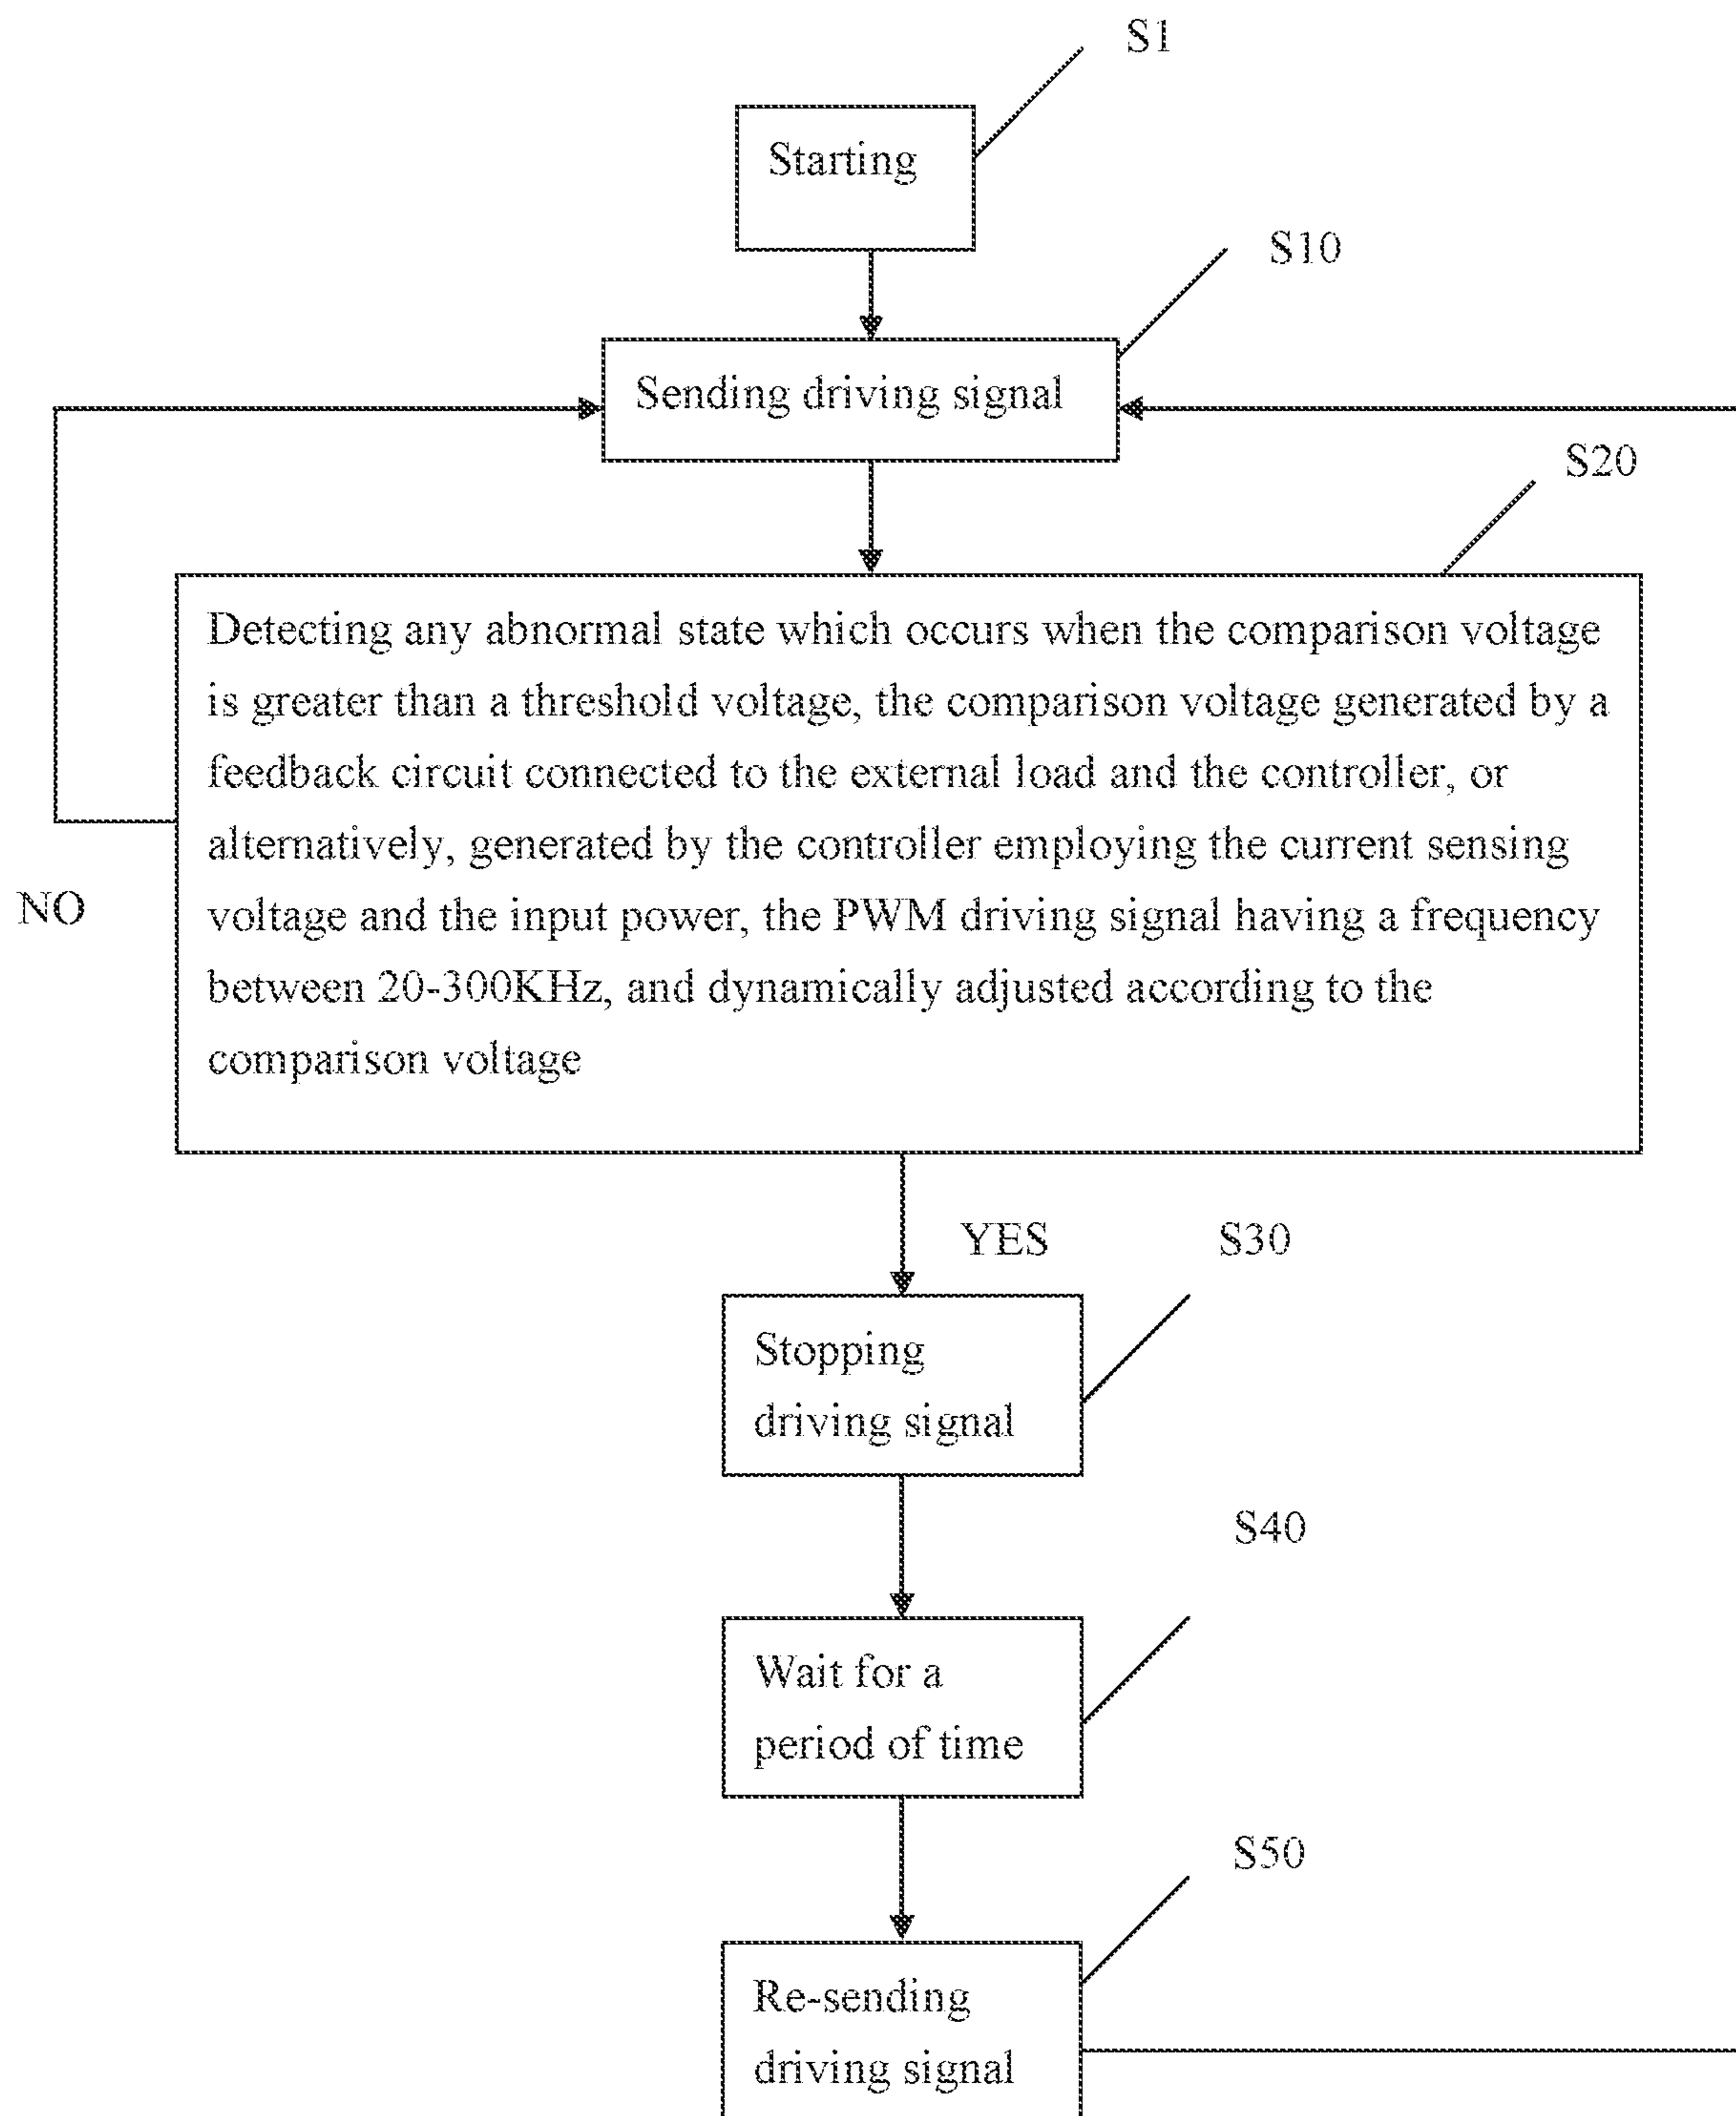 S1
Starting
S10
Sending driving signal
S20
Detecting any abnormal state which occurs when the comparison voltage
is greater than a threshold voltage, the comparison voltage generated by a
feedback circuit connected to the external load and the controller, or
alternatively, generated by the controller employing the current sensing
voltage and the input power, the PWM driving signal having a frequency
between 20-300KHz, and dynamically adjusted according to the
comparison voltage
NO
YES
S30
Stopping
driving signal
S40
Wait for a
period of time
S50
Re-sending
driving signal